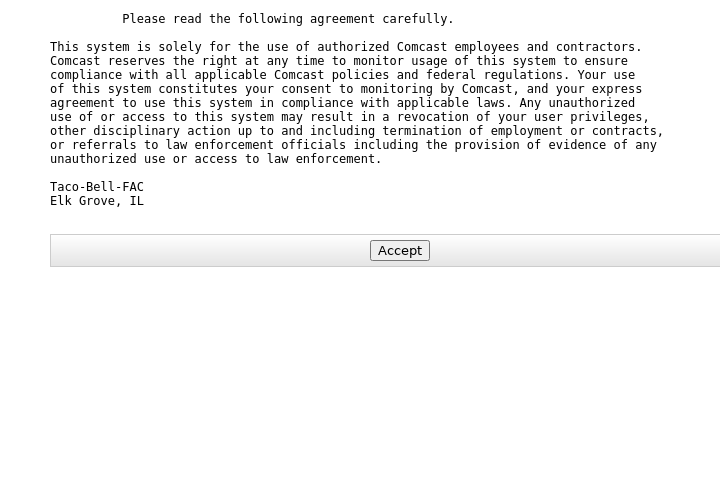 Please read the following agreement carefully.
This system is solely for the use of authorized Comcast employees and contractors.
Comcast reserves the right at any time to monitor usage of this system to ensure
compliance with all applicable Comcast policies and federal regulations. Your use
of this system constitutes your consent to monitoring by Comcast, and your express
agreement to use this system in compliance with applicable laws. Any unauthorized
use of or access to this system may result in a revocation of your user privileges,
other disciplinary action up to and including termination of employment or contracts,
or referrals to law enforcement officials including the provision of evidence of any
unauthorized use or access to law enforcement.
Taco-Bell-FAC
Elk Grove, IL
Accept